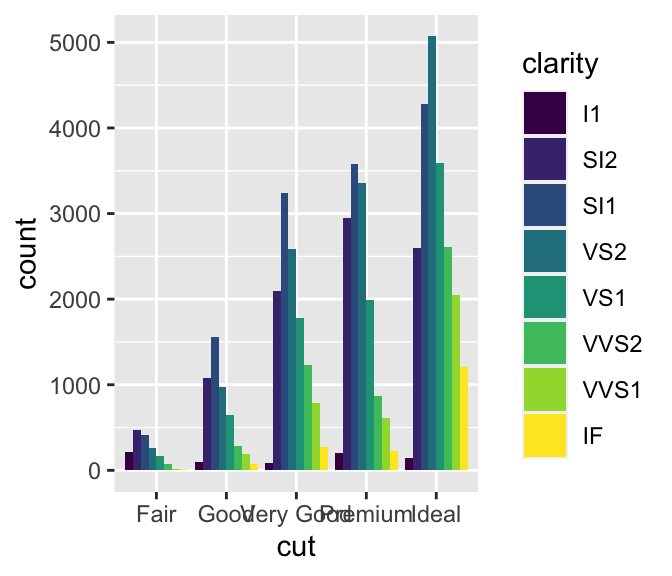 5000
4000
3000
2000
1000
0
count
Fair Good Very Good Premium Ideal
cut
clarity
I1
SI2
SI1
VS2
VS1
VVS2
VVS1
IF